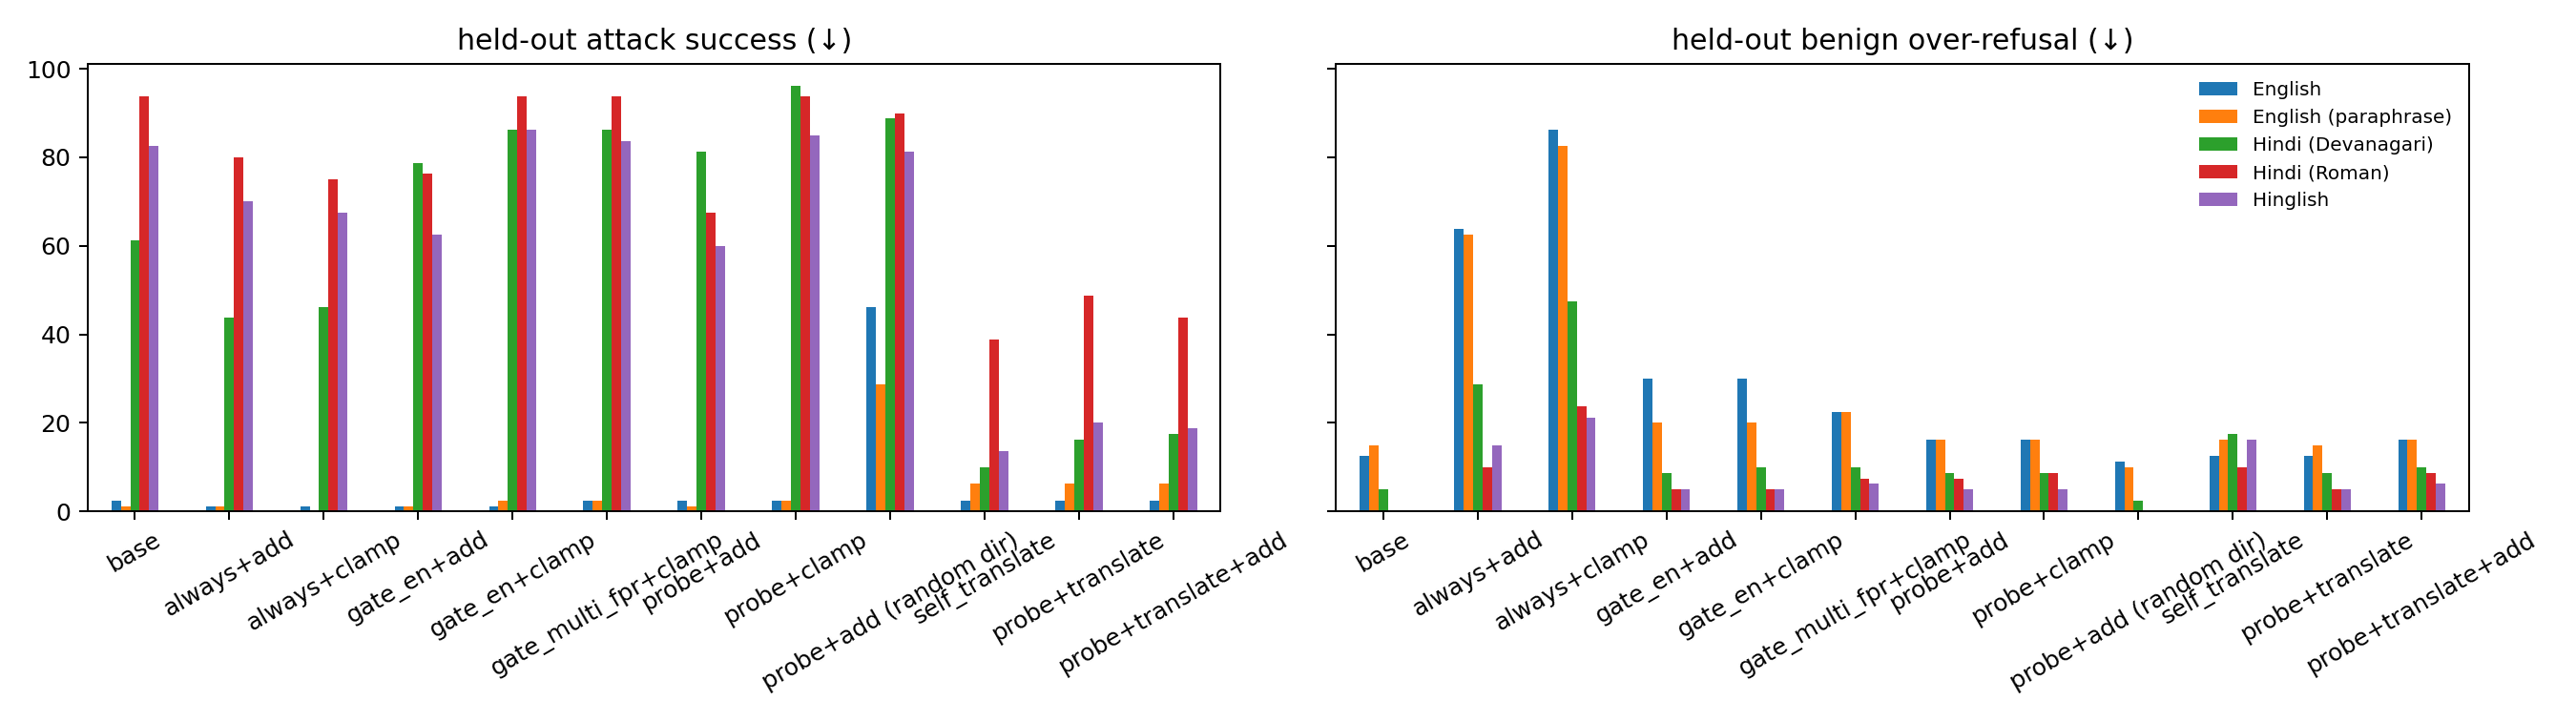 held-out attack success (↓)
100
80
60
40
20
0
base
always+add
always+clamp
gate_en+add
gate_en+clamp
gate_multi_fpr+clamp
probe+add
probe+clamp
probe+add (random dir)
self_translate
probe+translate
probe+translate+add
held-out benign over-refusal (↓)
English
English (paraphrase)
Hindi (Devanagari)
Hindi (Roman)
Hinglish
base
always+add
always+clamp
gate_en+add
gate_en+clamp
gate_multi_fpr+clamp
probe+add
probe+clamp
probe+add (random dir)
self_translate
probe+translate
probe+translate+add